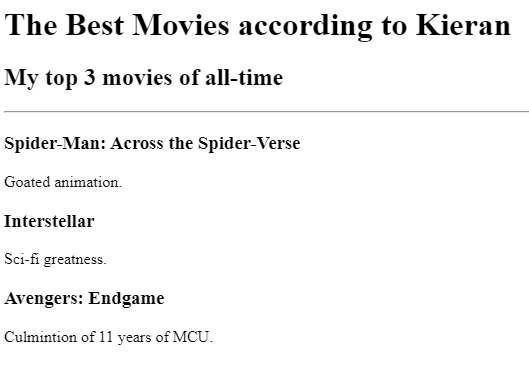 The Best Movies according to Kieran
My top 3 movies of all-time
Spider-Man: Across the Spider-Verse
Goated animation.
Interstellar
Sci-fi greatness.
Avengers: Endgame
Culmintion of 11 years of MCU.